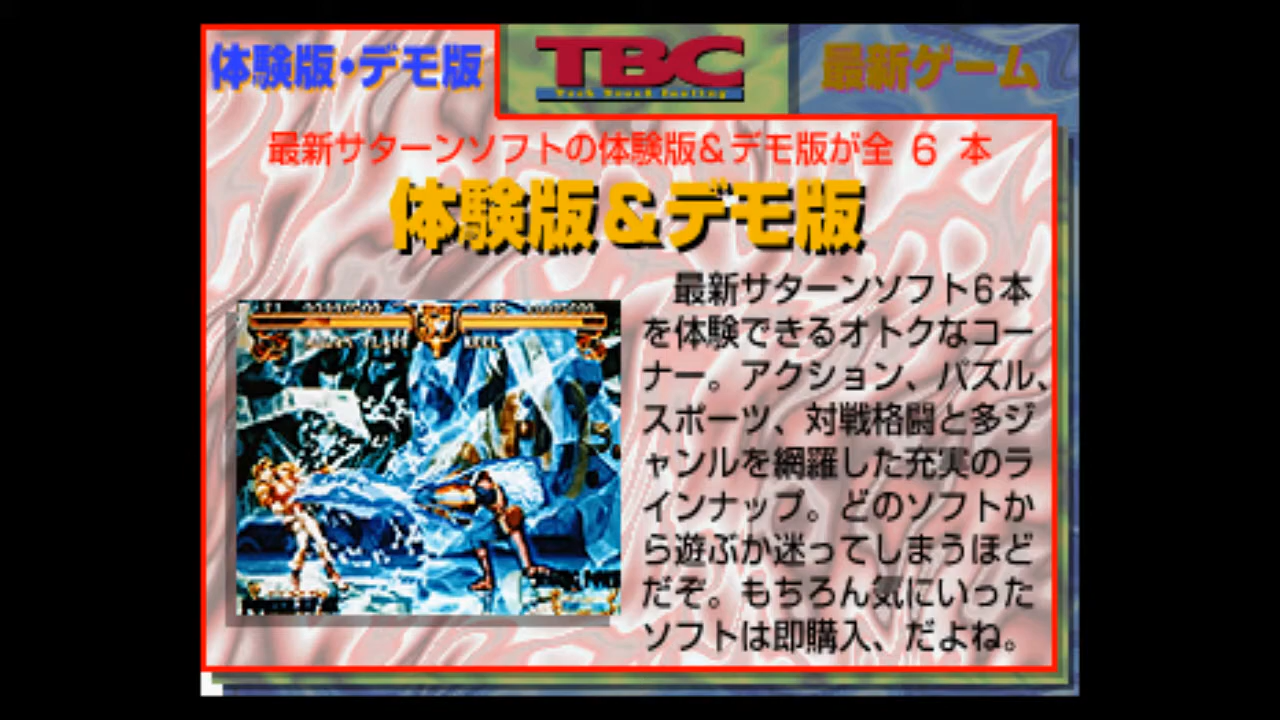 体験版・デモ版
TBC
最新ゲーム
最新サターンソフトの体験版&デモ版が全 6 本
体験版&デモ版
最新サターンソフト6本
を体験できるオトクなコー
ナー。アクション、パズル、
スポーツ、対戦格闘と多ジ
ャンルを網羅した充実のラ
インナップ。どのソフトか
ら遊ぶか迷ってしまうほど
だぞ。もちろん気にいった
ソフトは即購入、だよね。